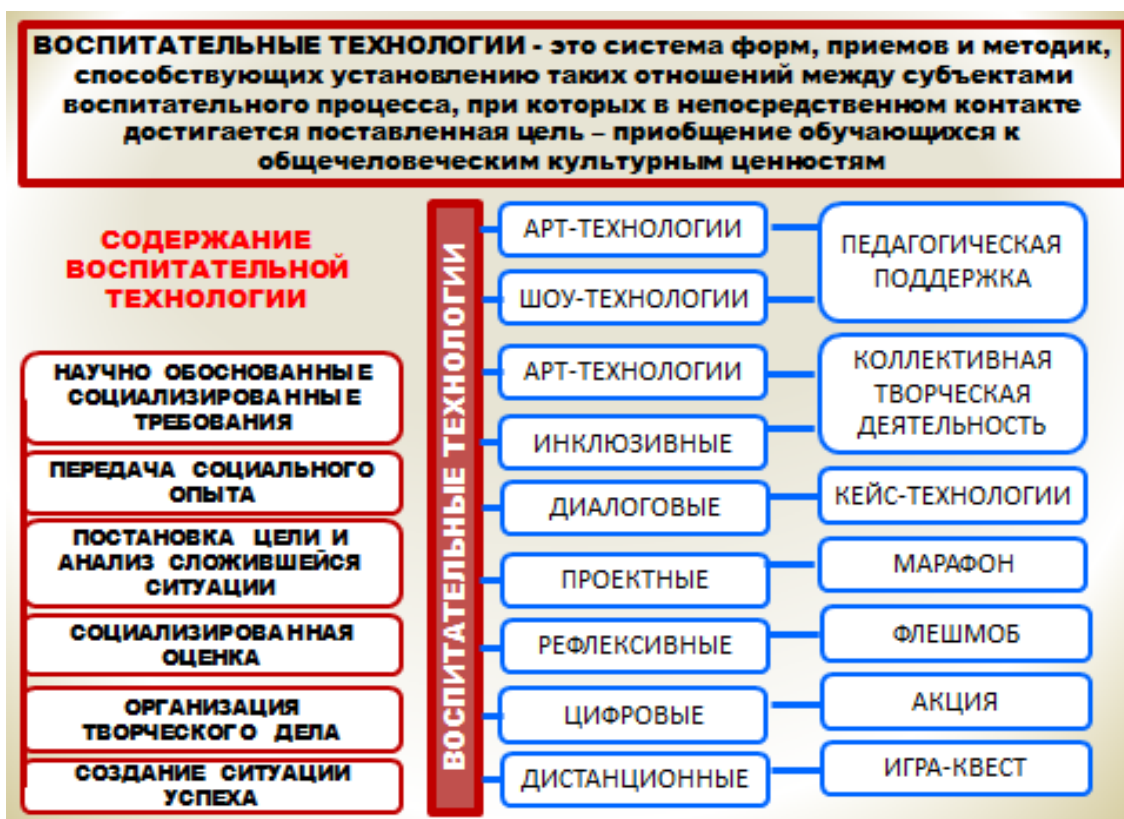 ВОСПИТАТЕЛЬНЫЕ ТЕХНОЛОГИИ - это система форм, приемов и методик,
способствующих установлению таких отношений между субъектами
воспитательного процесса, при которых в непосредственном контакте
достигается поставленная цель – приобщение обучающихся к
общечеловеческим культурным ценностям
СОДЕРЖАНИЕ
ВОСПИТАТЕЛЬНОЙ
ТЕХНОЛОГИИ
НАУЧНО ОБОСНОВАННЫЕ
СОЦИАЛИЗИРОВАННЫЕ
ТРЕБОВАНИЯ
ПЕРЕДАЧА СОЦИАЛЬНОГО
ОПЫТА
ПОСТАНОВКА ЦЕЛИ И
АНАЛИЗ СЛОЖИВШЕЙСЯ
СИТУАЦИИ
СОЦИАЛИЗИРОВАННАЯ
ОЦЕНКА
ОРГАНИЗАЦИЯ
ТВОРЧЕСКОГО ДЕЛА
СОЗДАНИЕ СИТУАЦИИ
УСПЕХА
ВОСПИТАТЕЛЬНЫЕ ТЕХНОЛОГИИ
АРТ-ТЕХНОЛОГИИ
ШОУ-ТЕХНОЛОГИИ
АРТ-ТЕХНОЛОГИИ
ИНКЛЮЗИВНЫЕ
ДИАЛОГОВЫЕ
ПРОЕКТНЫЕ
РЕФЛЕКСИВНЫЕ
ЦИФРОВЫЕ
ДИСТАНЦИОННЫЕ
ПЕДАГОГИЧЕСКАЯ
ПОДДЕРЖКА
КОЛЛЕКТИВНАЯ
ТВОРЧЕСКАЯ
ДЕЯТЕЛЬНОСТЬ
КЕЙС-ТЕХНОЛОГИИ
МАРАФОН
ФЛЕШМОБ
АКЦИЯ
ИГРА-КВЕСТ